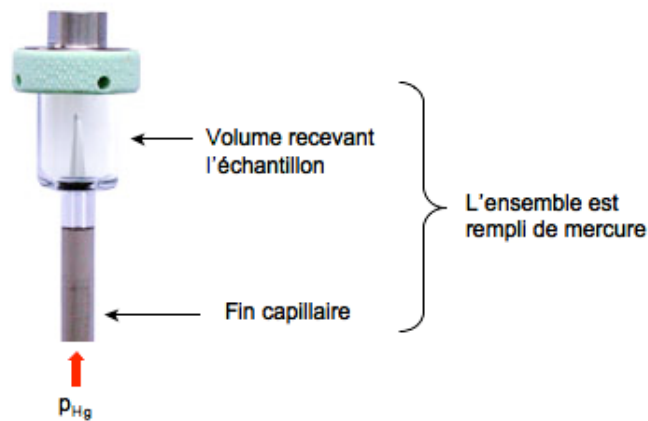 Volume recevant
l'échantillon
L'ensemble est
rempli de mercure
Fin capillaire
pHg